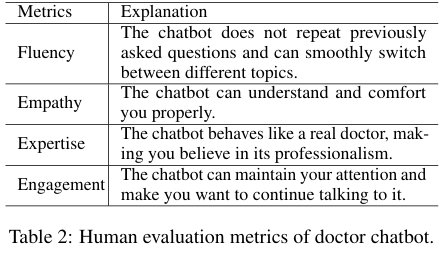 Metrics Explanation
Fluency
The chatbot does not repeat previously
asked questions and can smoothly switch
between different topics.
Empathy
The chatbot can understand and comfort
you properly.
Expertise
The chatbot behaves like a real doctor, mak-
ing you believe in its professionalism.
Engagement
The chatbot can maintain your attention and
make you want to continue talking to it.
Table 2: Human evaluation metrics of doctor chatbot.